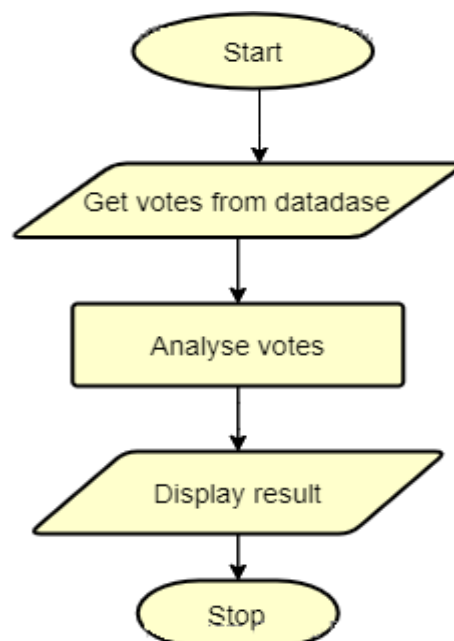 Start
Get votes from datadase
Analyse votes
Display result
Stop